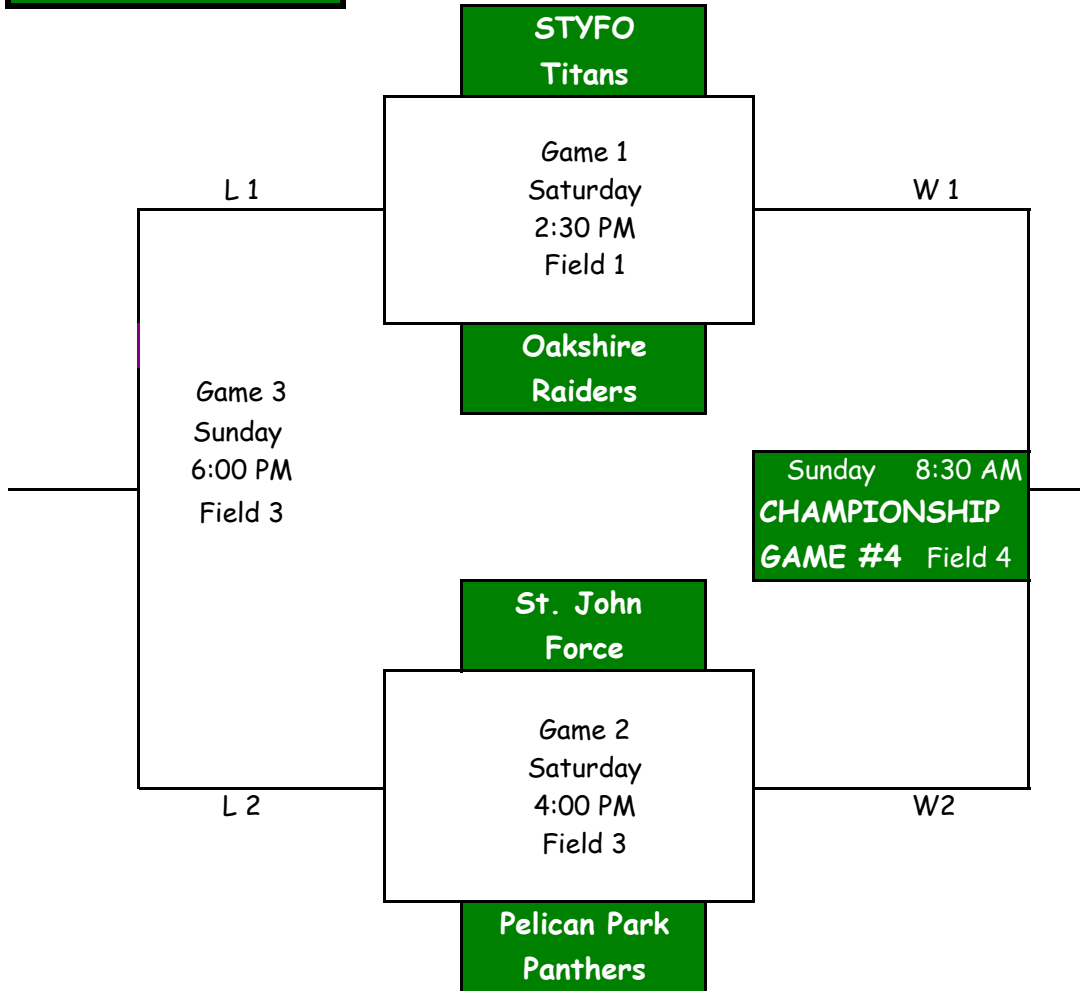 STYFO
Titans
Game 1
Saturday
2:30 PM
Field 1
L 1
W 1
Oakshire
Raiders
Game 3
Sunday
6:00 PM
Field 3
Sunday 8:30 AM
CHAMPIONSHIP
GAME #4 Field 4
St. John
Force
Game 2
Saturday
4:00 PM
Field 3
L 2
W2
Pelican Park
Panthers